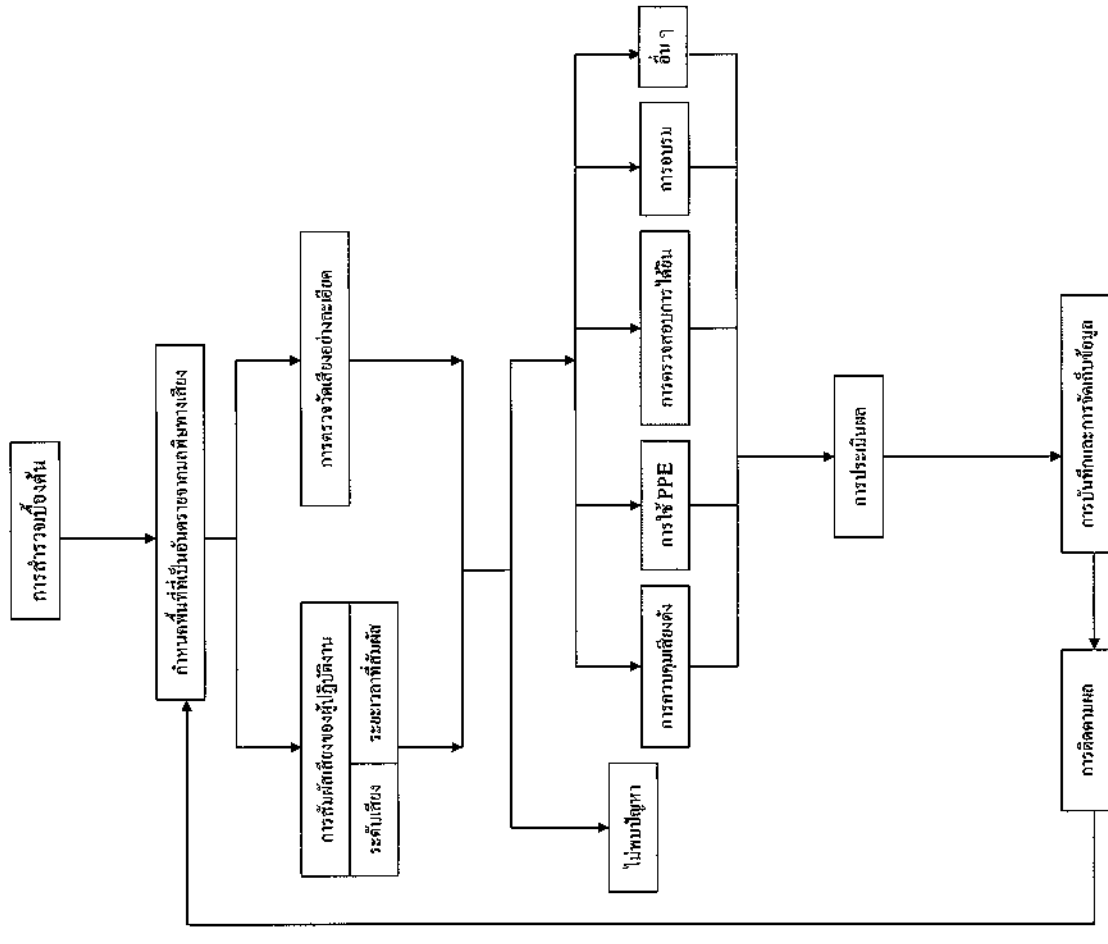 การสำรวจเบื้องต้น
กำหนดพื้นที่ที่เป็นอันตรายจากมลพิษทางเสียง
การสัมผัสเสียงของผู้ปฏิบัติงาน
ระดับเสียง
ระยะเวลาที่สัมผัส
การตรวจวัดเสียงอย่างละเอียด
ไม่พบปัญหา
การควบคุมเสียงดัง
การใช้ PPE
การตรวจสอบการได้ยิน
การอบรม
อื่น ๆ
การประเมินผล
การบันทึกและการจัดเก็บข้อมูล
การติดตามผล